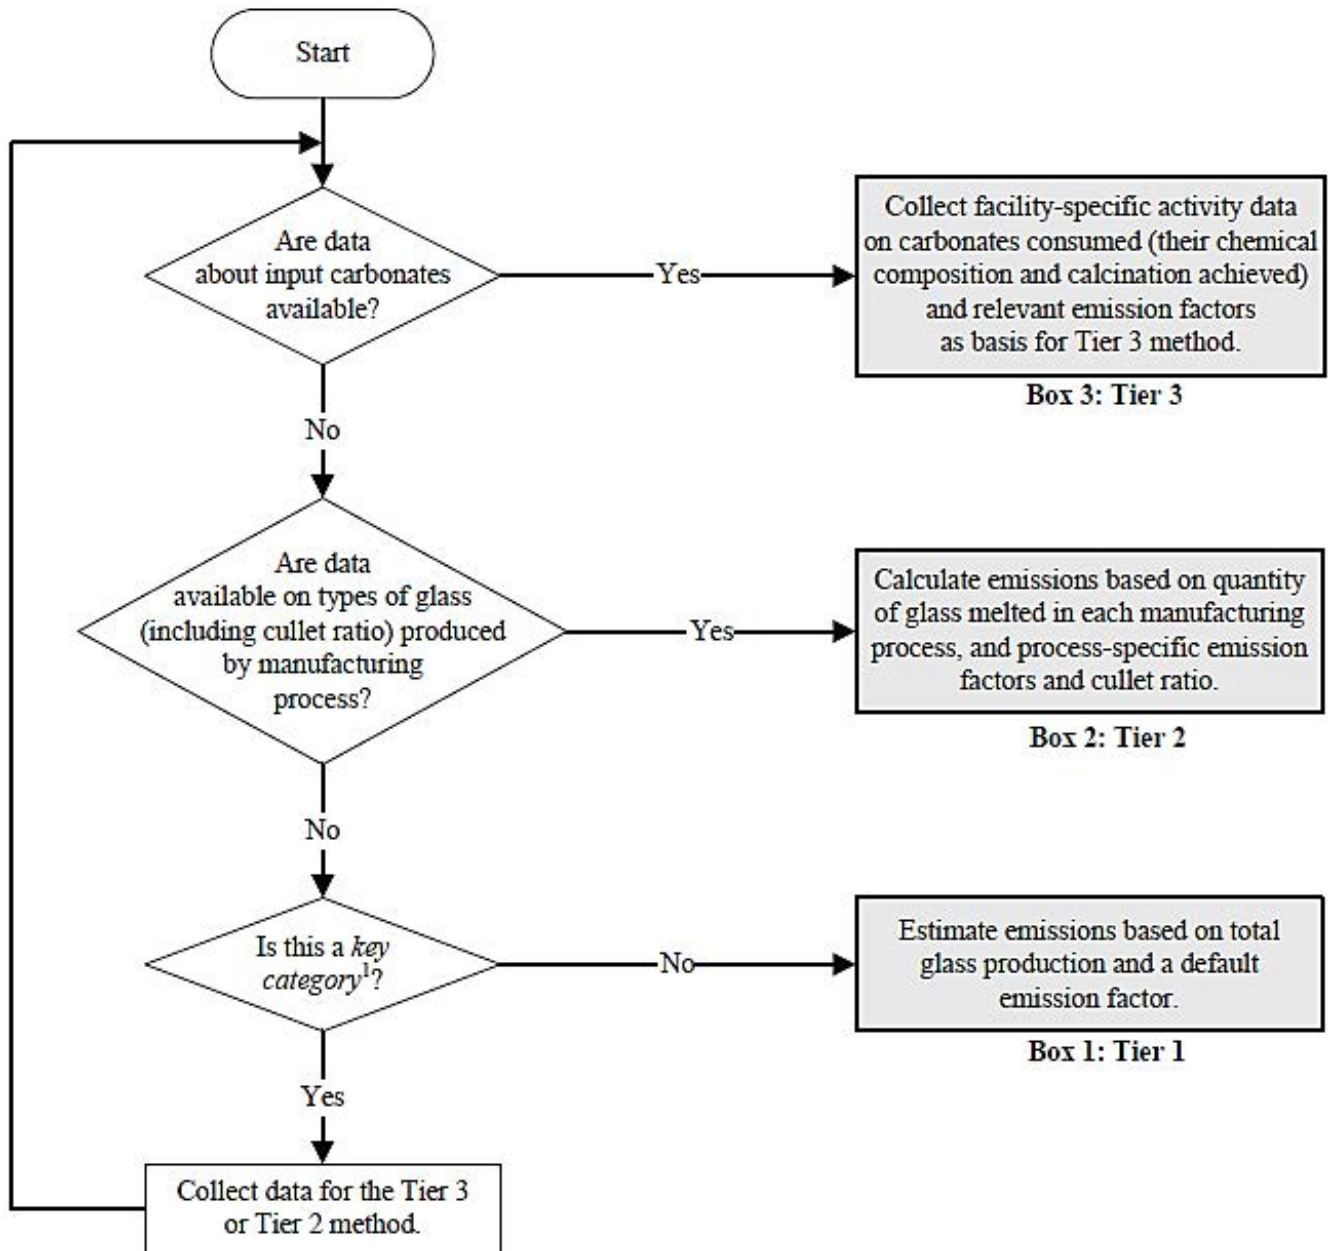 Start
Are data
about input carbonates
available?
Yes
Collect facility-specific activity data
on carbonates consumed (their chemical
composition and calcination achieved)
and relevant emission factors
as basis for Tier 3 method.
Box 3: Tier 3
No
Are data
available on types of glass
(including cullet ratio) produced
by manufacturing
process?
Yes
Calculate emissions based on quantity
of glass melted in each manufacturing
process, and process-specific emission
factors and cullet ratio.
Box 2: Tier 2
No
Is this a key
category¹?
No
Estimate emissions based on total
glass production and a default
emission factor.
Box 1: Tier 1
Yes
Collect data for the Tier 3
or Tier 2 method.